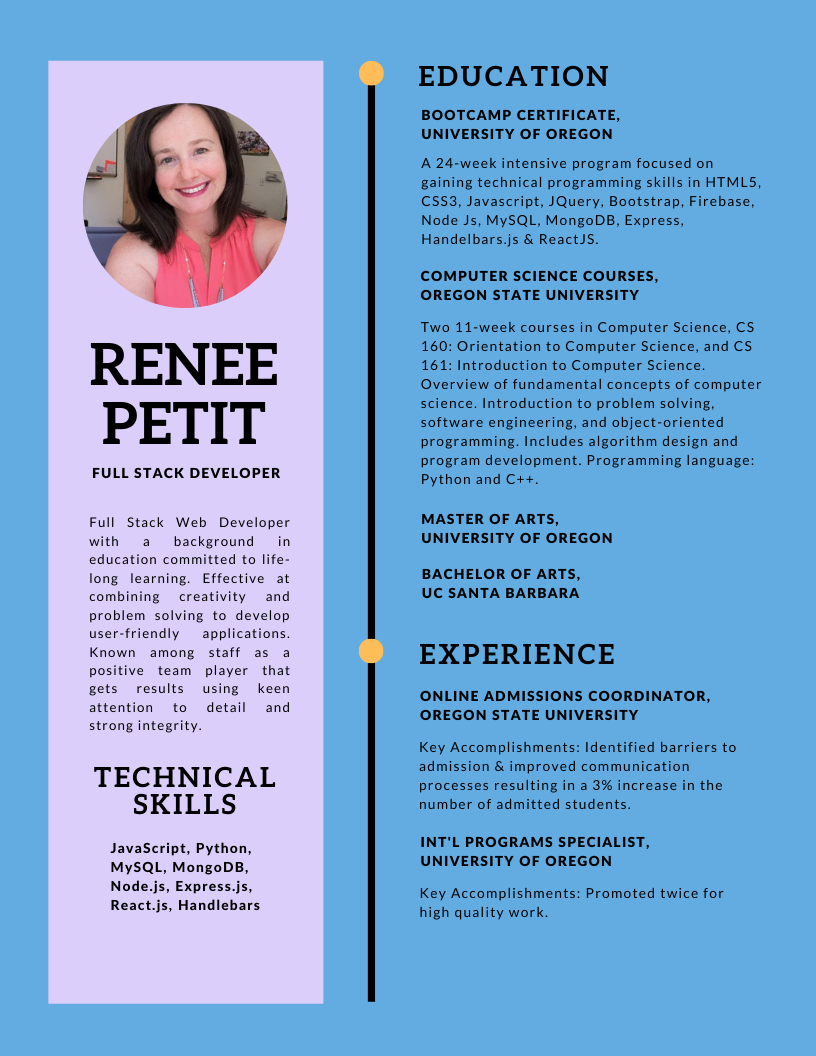 RENEE
PETIT
FULL STACK DEVELOPER
Full Stack Web Developer
with a background in
education committed to life-
long learning. Effective at
combining creativity and
problem solving to develop
user-friendly applications.
Known among staff as a
positive team player that
gets results using keen
attention to detail and
strong integrity.
TECHNICAL
SKILLS
JavaScript, Python,
MySQL, MongoDB,
Node.js, Express.js,
React.js, Handlebars
EDUCATION
BOOTCAMP CERTIFICATE,
UNIVERSITY OF OREGON
A 24-week intensive program focused on
gaining technical programming skills in HTML5,
CSS3, Javascript, JQuery, Bootstrap, Firebase,
Node Js, MySQL, MongoDB, Express,
Handelbars.js & ReactJS.
COMPUTER SCIENCE COURSES,
OREGON STATE UNIVERSITY
Two 11-week courses in Computer Science, CS
160: Orientation to Computer Science, and CS
161: Introduction to Computer Science.
Overview of fundamental concepts of computer
science. Introduction to problem solving,
software engineering, and object-oriented
programming. Includes algorithm design and
program development. Programming language:
Python and C++.
MASTER OF ARTS,
UNIVERSITY OF OREGON
BACHELOR OF ARTS,
UC SANTA BARBARA
EXPERIENCE
ONLINE ADMISSIONS COORDINATOR,
OREGON STATE UNIVERSITY
Key Accomplishments: Identified barriers to
admission & improved communication
processes resulting in a 3% increase in the
number of admitted students.
INT'L PROGRAMS SPECIALIST,
UNIVERSITY OF OREGON
Key Accomplishments: Promoted twice for
high quality work.